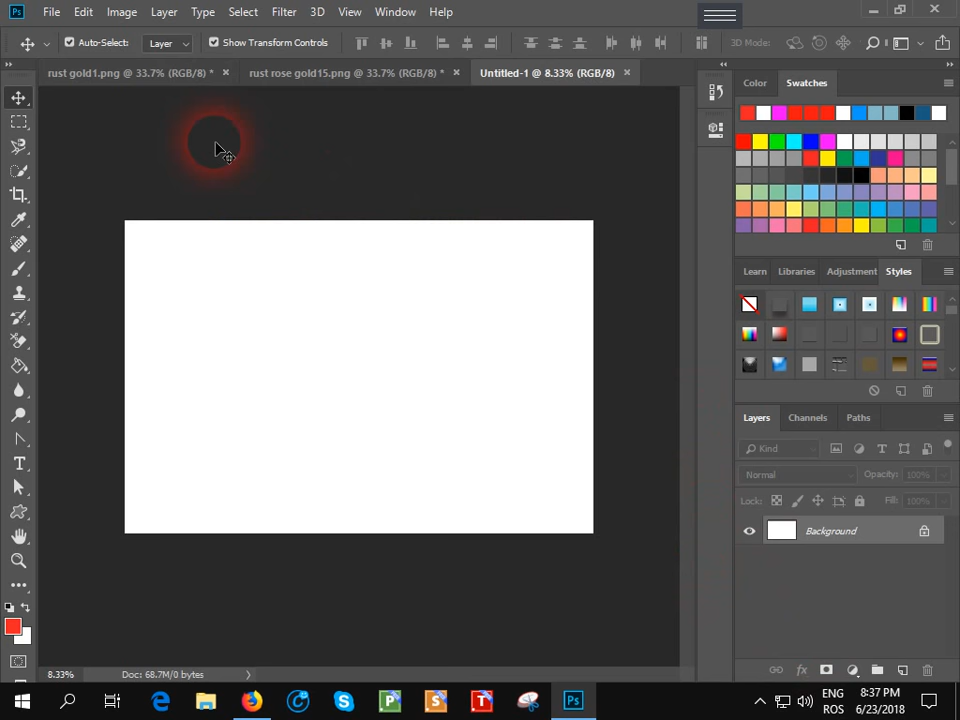 Ps File Edit Image Layer Type Select Filter 3D View Window Help
Auto-Select: Layer Show Transform Controls 3D Mode:
rust gold1.png @ 33.7% (RGB/8) * × rust rose gold15.png @ 33.7% (RGB/8) * × Untitled-1 @ 8.33% (RGB/8) ×
Color Swatches
Learn Libraries Adjustment Styles
Layers Channels Paths
Kind
Normal Opacity: 100%
Lock: Fill: 100%
Background
fx
8.33% Doc: 68.7M/0 bytes
ENG 8:37 PM
ROS 6/23/2018